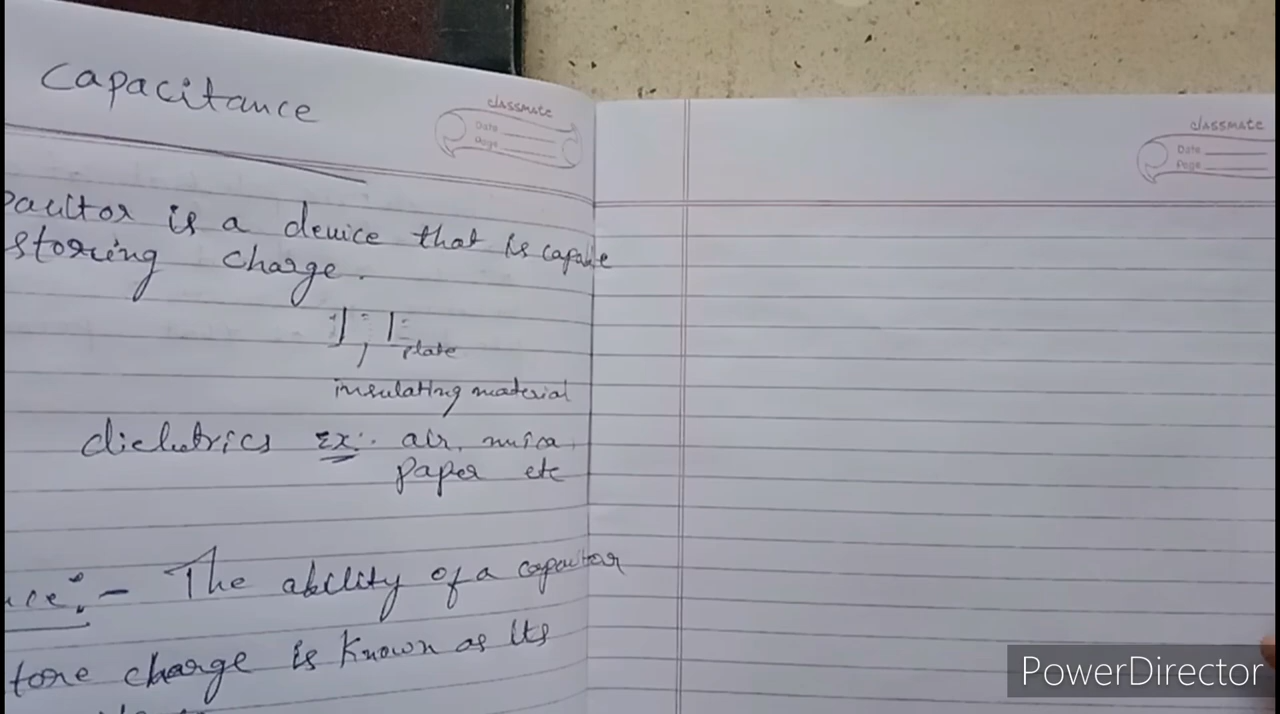 Capacitance
classmate
Date
Page
pacitor is a device that is capable
storing charge.
plate
insulating material
dielectrics Ex:- air, mica,
paper etc
nce:- The ability of a capacitor
tore charge is known as its
classmate
Date
Page
PowerDirector